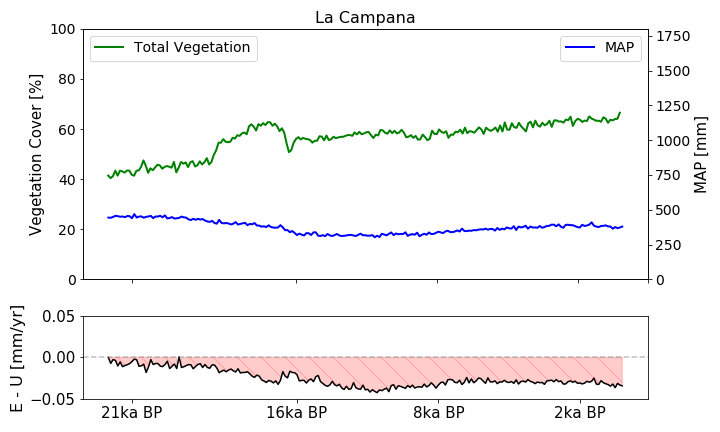 La Campana
Total Vegetation
MAP
Vegetation Cover [%]
100
80
60
40
20
0
MAP [mm]
1750
1500
1250
1000
750
500
250
0
E - U [mm/yr]
0.05
0.00
−0.05
21ka BP
16ka BP
8ka BP
2ka BP